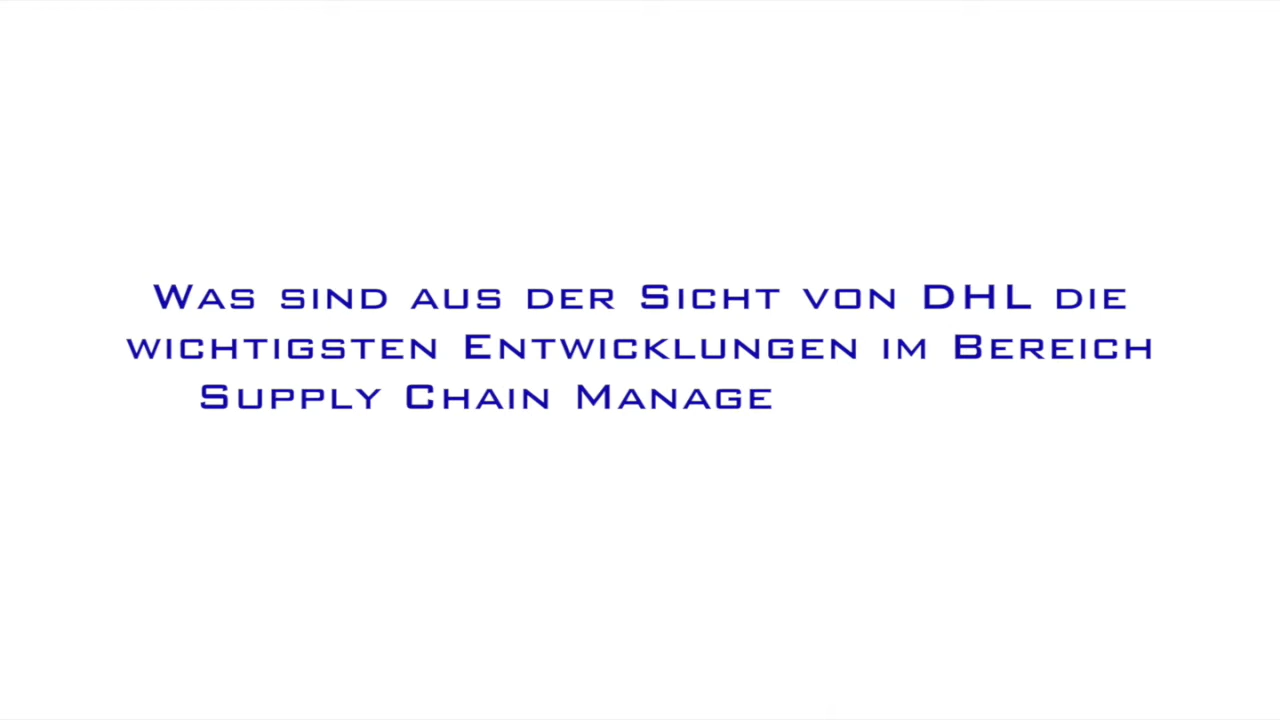 Was sind aus der Sicht von DHL die
wichtigsten Entwicklungen im Bereich
Supply Chain Manage